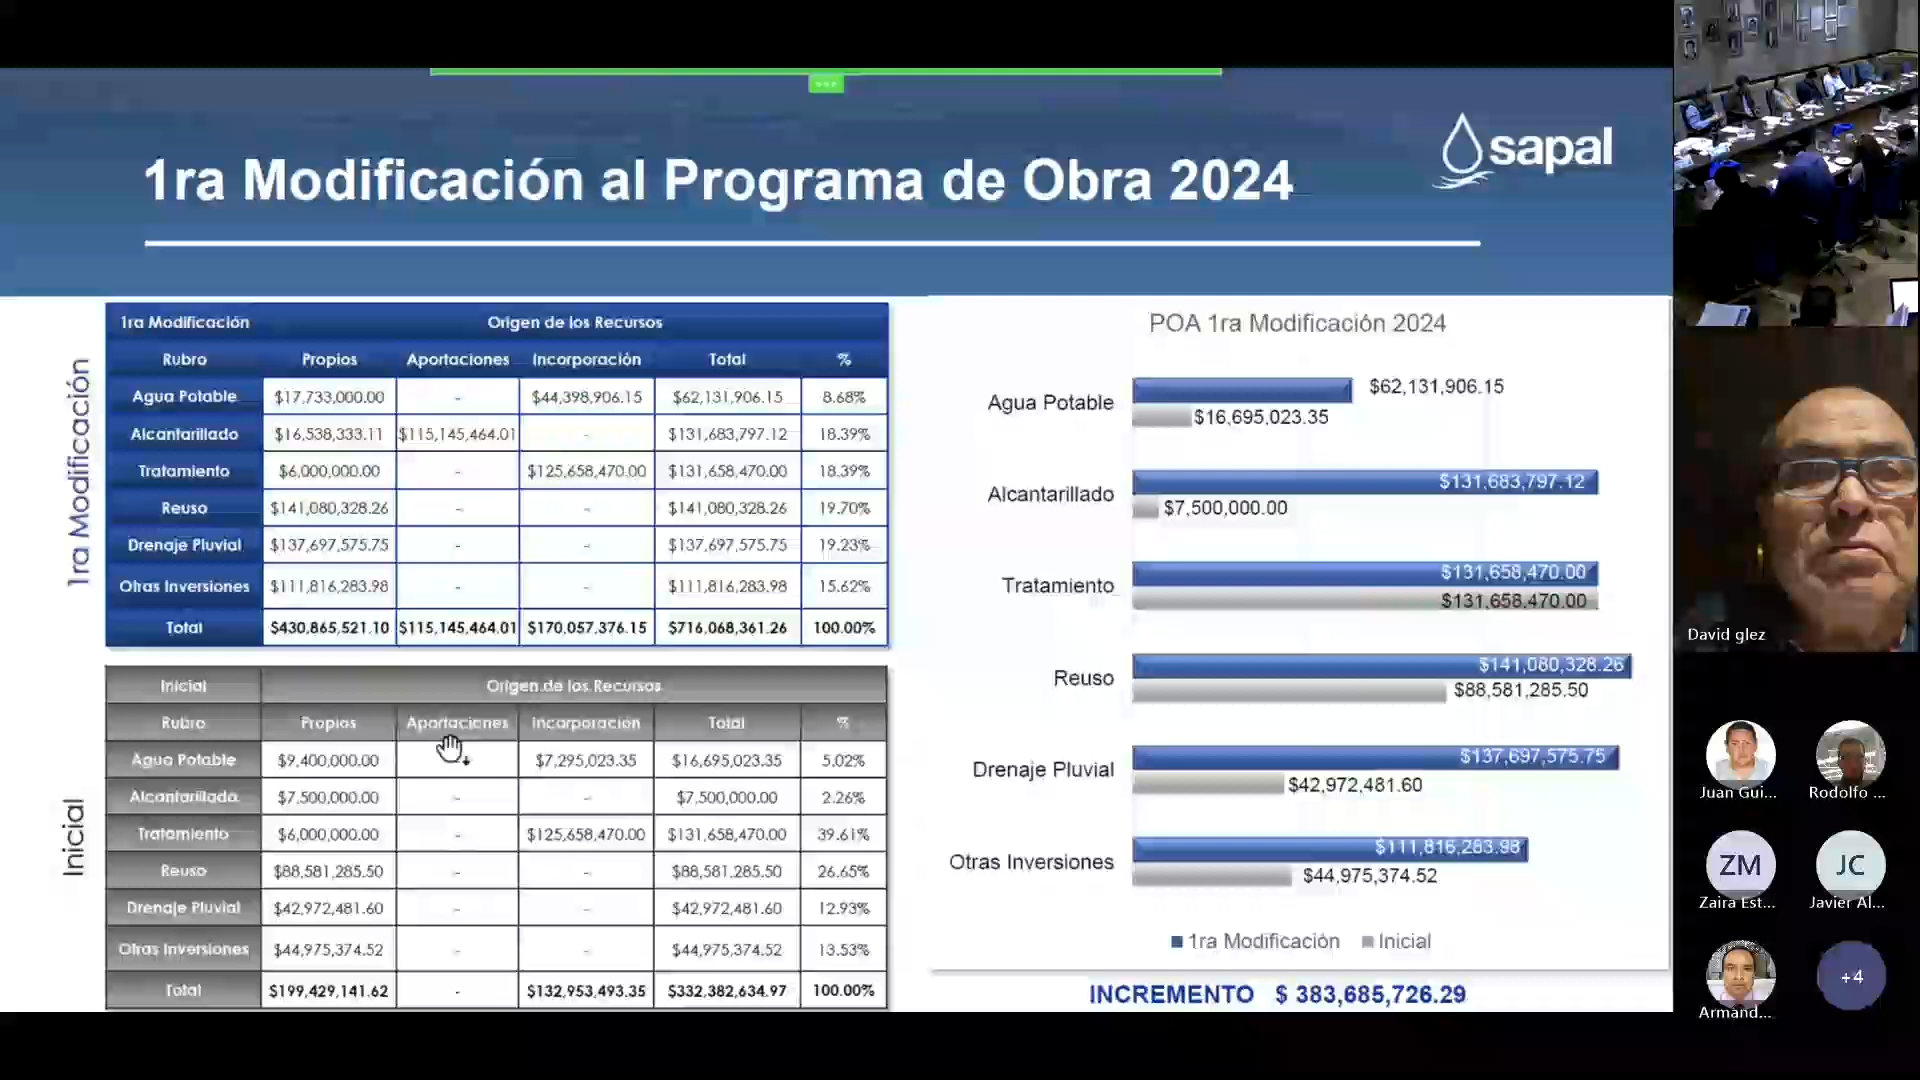 1ra Modificación al Programa de Obra 2024
sapal
1ra Modificación
1ra Modificación Origen de los Recursos
Rubro Propios Aportaciones Incorporación Total %
Agua Potable $17,733,000.00 - $44,398,906.15 $62,131,906.15 8.68%
Alcantarillado $16,538,333.11 $115,145,464.01 - $131,683,797.12 18.39%
Tratamiento $6,000,000.00 - $125,658,470.00 $131,658,470.00 18.39%
Reuso $141,080,328.26 - - $141,080,328.26 19.70%
Drenaje Pluvial $137,697,575.75 - - $137,697,575.75 19.23%
Otras Inversiones $111,816,283.98 - - $111,816,283.98 15.62%
Total $430,865,521.10 $115,145,464.01 $170,057,376.15 $716,068,361.26 100.00%
Inicial
Inicial Origen de los Recursos
Rubro Propios Aportaciones Incorporación Total %
Agua Potable $9,400,000.00 $7,295,023.35 $16,695,023.35 5.02%
Alcantarillado $7,500,000.00 - - $7,500,000.00 2.26%
Tratamiento $6,000,000.00 - $125,658,470.00 $131,658,470.00 39.61%
Reuso $88,581,285.50 - - $88,581,285.50 26.65%
Drenaje Pluvial $42,972,481.60 - - $42,972,481.60 12.93%
Otras Inversiones $44,975,374.52 - - $44,975,374.52 13.53%
Total $199,429,141.62 - $132,953,493.35 $332,382,634.97 100.00%
POA 1ra Modificación 2024
Agua Potable $62,131,906.15
$16,695,023.35
Alcantarillado $131,683,797.12
$7,500,000.00
Tratamiento $131,658,470.00
$131,658,470.00
Reuso $141,080,328.26
$88,581,285.50
Drenaje Pluvial $137,697,575.75
$42,972,481.60
Otras Inversiones $111,816,283.98
$44,975,374.52
1ra Modificación Inicial
INCREMENTO $ 383,685,726.29
David glez
Juan Gui... Rodolfo ...
ZM JC
Zaira Est... Javier Al...
+4
Armand...